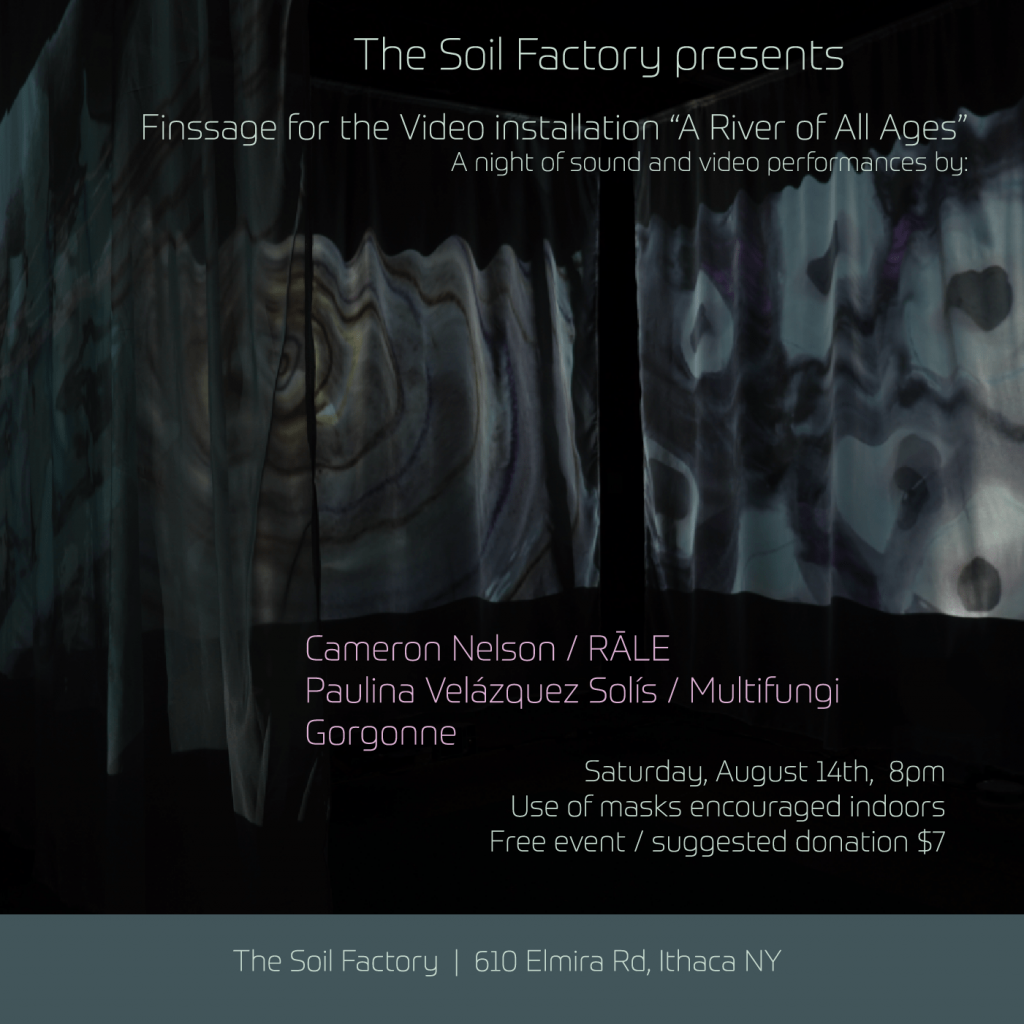 The Soil Factory presents
Finssage for the Video installation “A River of All Ages”
A night of sound and video performances by:
Cameron Nelson / RĀLE
Paulina Velázquez Solís / Multifungi
Gorgonne
Saturday, August 14th, 8pm
Use of masks encouraged indoors
Free event / suggested donation $7
The Soil Factory | 610 Elmira Rd, Ithaca NY